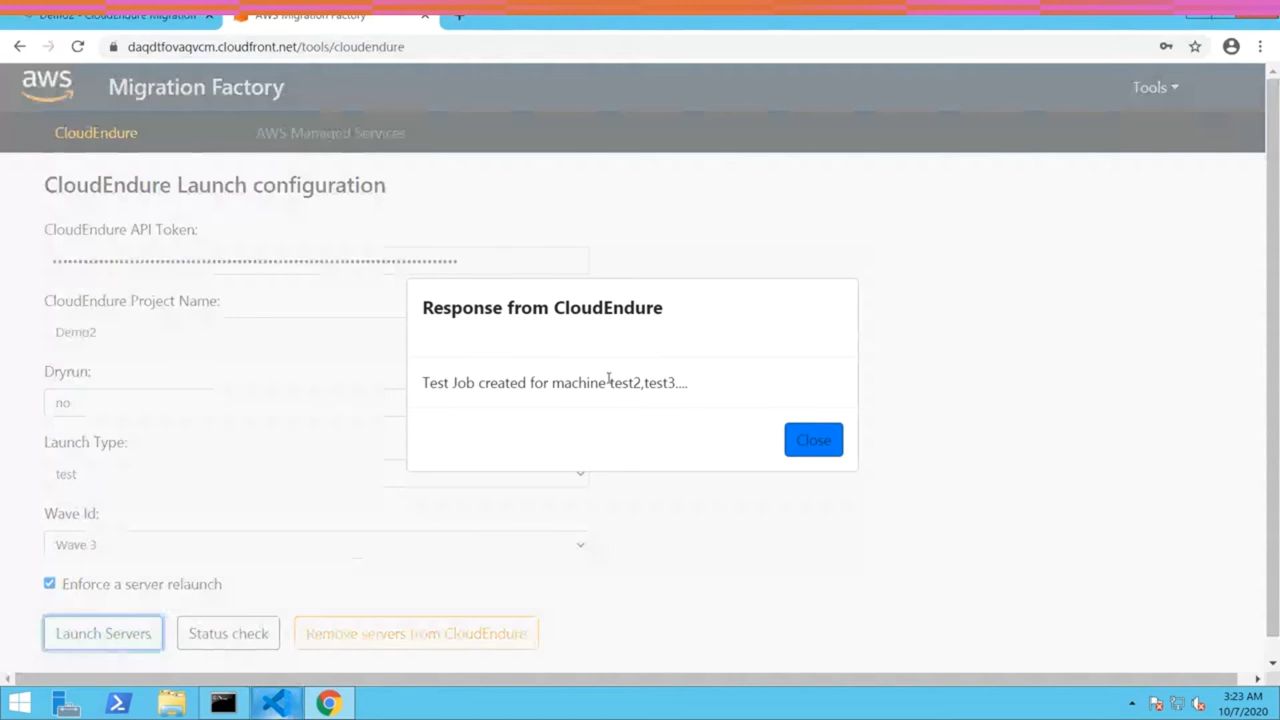 Demo2 - CloudEndure Migration
AWS Migration Factory
daqdtfovaqvcm.cloudfront.net/tools/cloudendure
aws
Migration Factory
Tools
CloudEndure
AWS Managed Services
CloudEndure Launch configuration
CloudEndure API Token:
CloudEndure Project Name:
Demo2
Dryrun:
no
Launch Type:
test
Wave Id:
Wave 3
Enforce a server relaunch
Launch Servers
Status check
Remove servers from CloudEndure
Response from CloudEndure
Test Job created for machine test2,test3....
Close
3:23 AM
10/7/2020